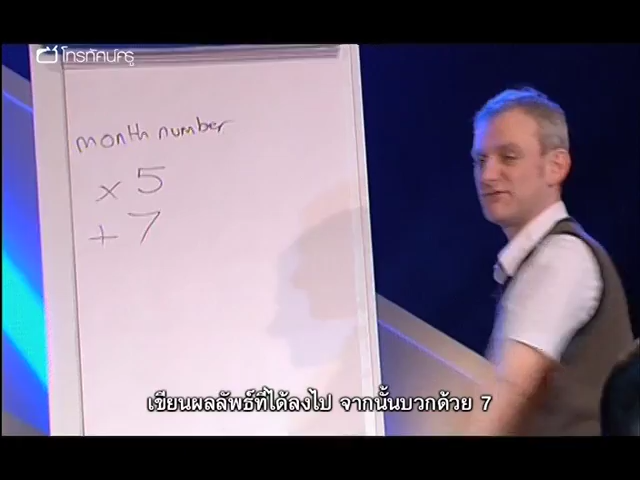 โทรทัศน์ครู
month number
× 5
+ 7
เขียนผลลัพธ์ที่ได้ลงไป จากนั้นบวกด้วย 7